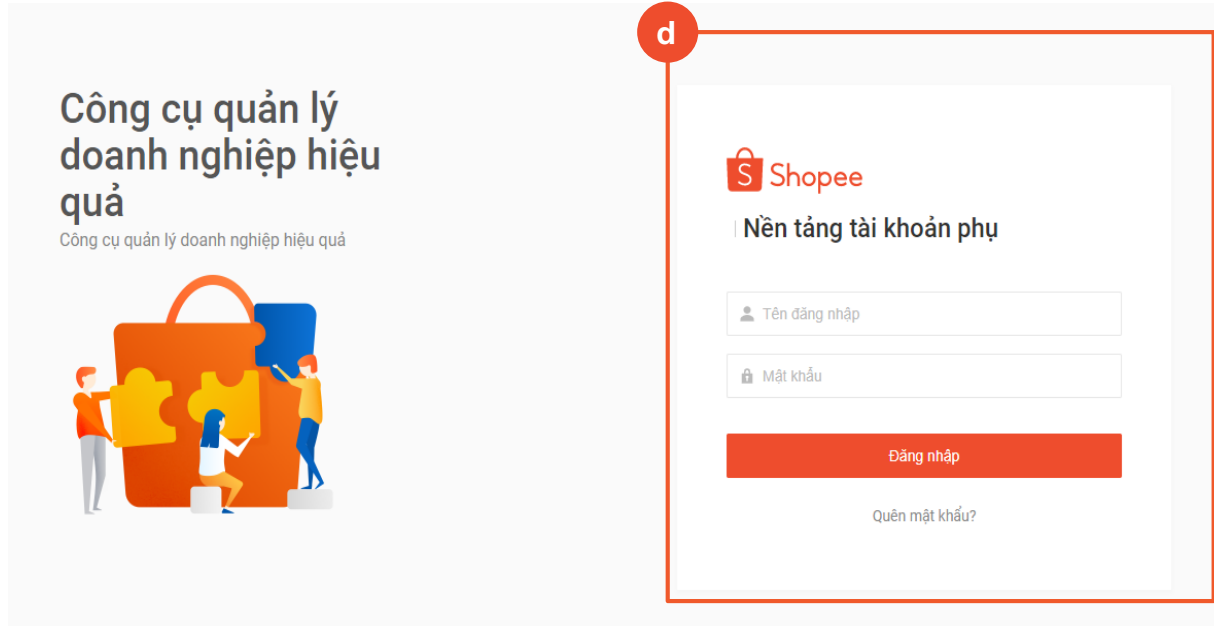 d
Công cụ quản lý
doanh nghiệp hiệu
quả
Công cụ quản lý doanh nghiệp hiệu quả
S Shopee
Nền tảng tài khoản phụ
Tên đăng nhập
Mật khẩu
Đăng nhập
Quên mật khẩu?